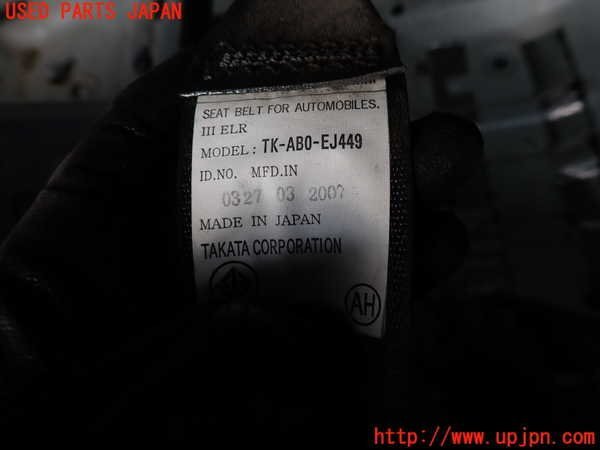 USED PARTS JAPAN
SEAT BELT FOR AUTOMOBILES.
III ELR
MODEL: TK-AB0-EJ449
ID.NO. MFD.IN
0327 03 2007
MADE IN JAPAN
TAKATA CORPORATION
AH
www.upjpn.com